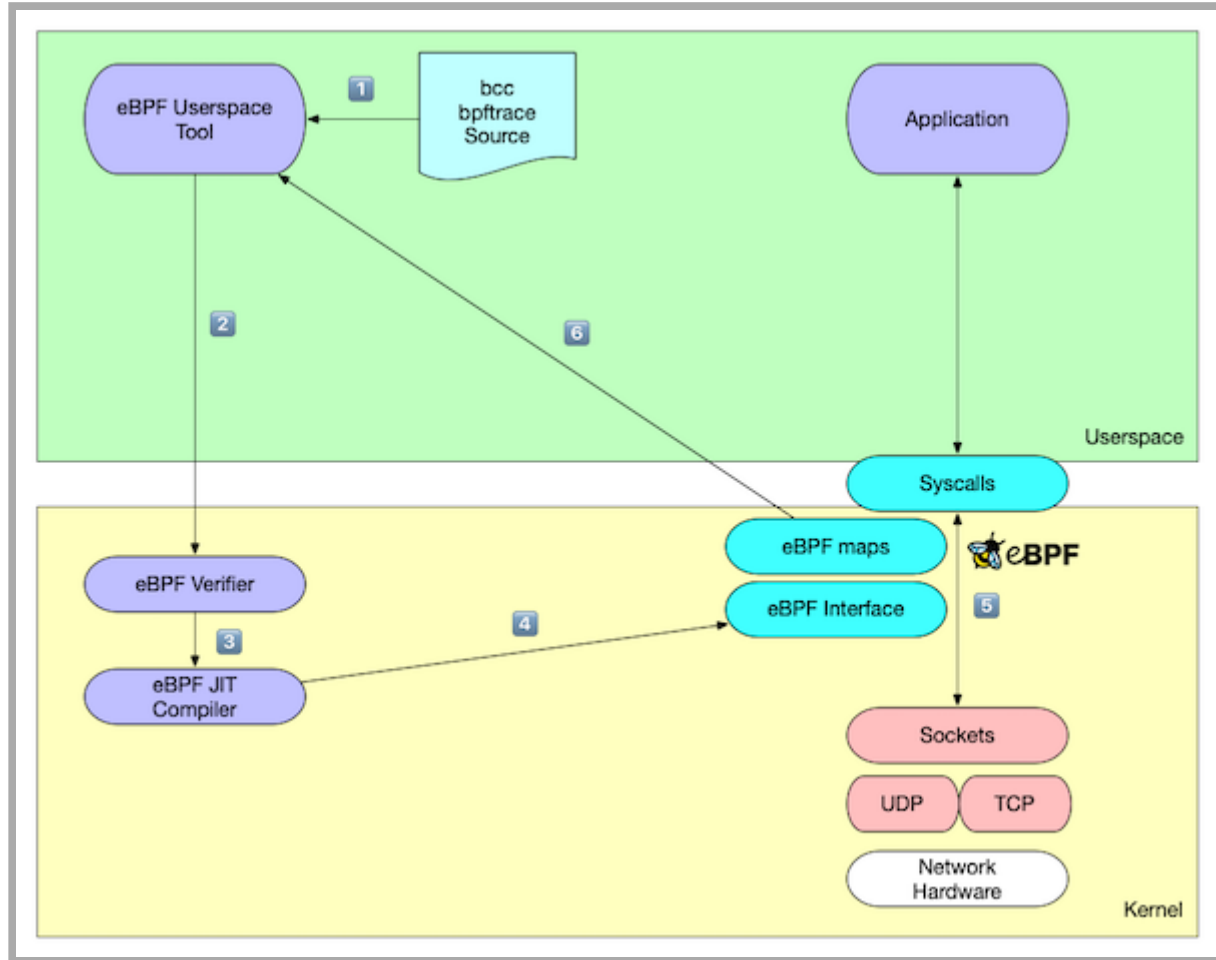 eBPF Userspace
Tool
1
bcc
bpftrace
Source
Application
2
6
Userspace
Syscalls
eBPF maps
eBPF
eBPF Verifier
eBPF Interface
5
3
4
eBPF JIT
Compiler
Sockets
UDP
TCP
Network
Hardware
Kernel